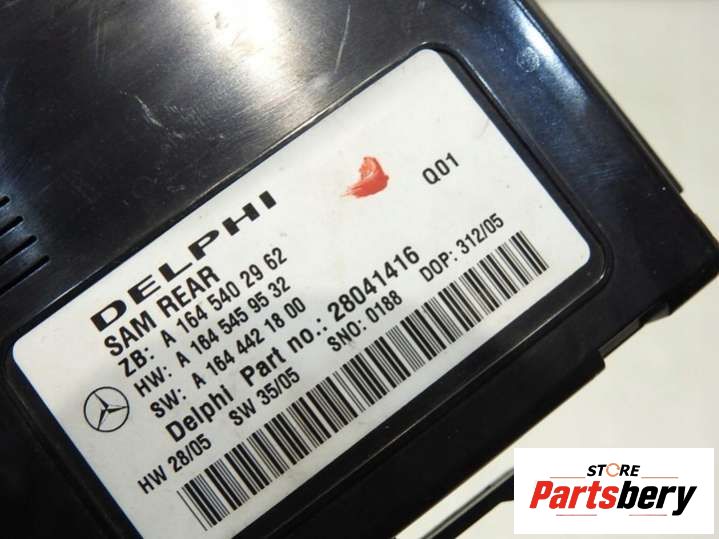 DELPHI
SAM REAR
ZB: A 164 540 29 62
HW: A 164 545 95 32
SW: A 164 442 18 00
Delphi Part no.: 28041416
HW 28/05 SW 35/05 SNO: 0188 DOP: 312/05
Q01
STORE
Partsbery